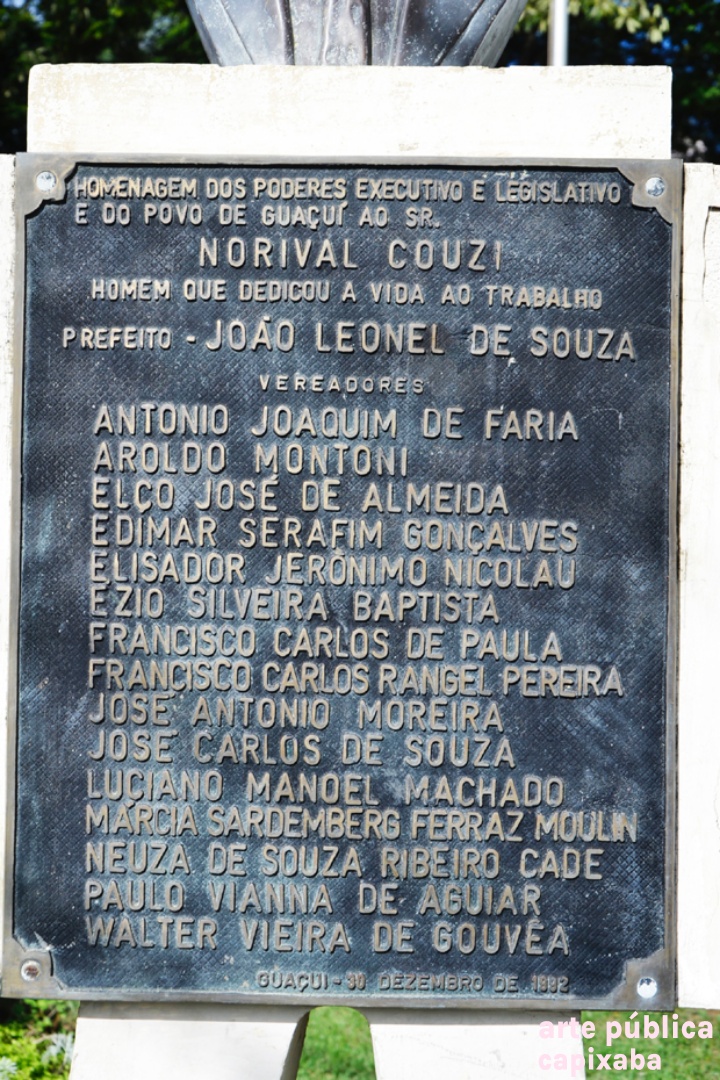 HOMENAGEM DOS PODERES EXECUTIVO E LEGISLATIVO
E DO POVO DE GUAÇUÍ AO SR.
NORIVAL COUZI
HOMEM QUE DEDICOU A VIDA AO TRABALHO
PREFEITO - JOÃO LEONEL DE SOUZA
VEREADORES
ANTONIO JOAQUIM DE FARIA
AROLDO MONTONI
ELÇO JOSÉ DE ALMEIDA
EDIMAR SERAFIM GONÇALVES
ELISADOR JERÔNIMO NICOLAU
EZIO SILVEIRA BAPTISTA
FRANCISCO CARLOS DE PAULA
FRANCISCO CARLOS RANGEL PEREIRA
JOSÉ ANTONIO MOREIRA
JOSÉ CARLOS DE SOUZA
LUCIANO MANOEL MACHADO
MÁRCIA SARDEMBERG FERRAZ MOULIN
NEUZA DE SOUZA RIBEIRO CADE
PAULO VIANNA DE AGUIAR
WALTER VIEIRA DE GOUVÊA
GUAÇUI - 30 DEZEMBRO DE 1992
arte pública
capixaba